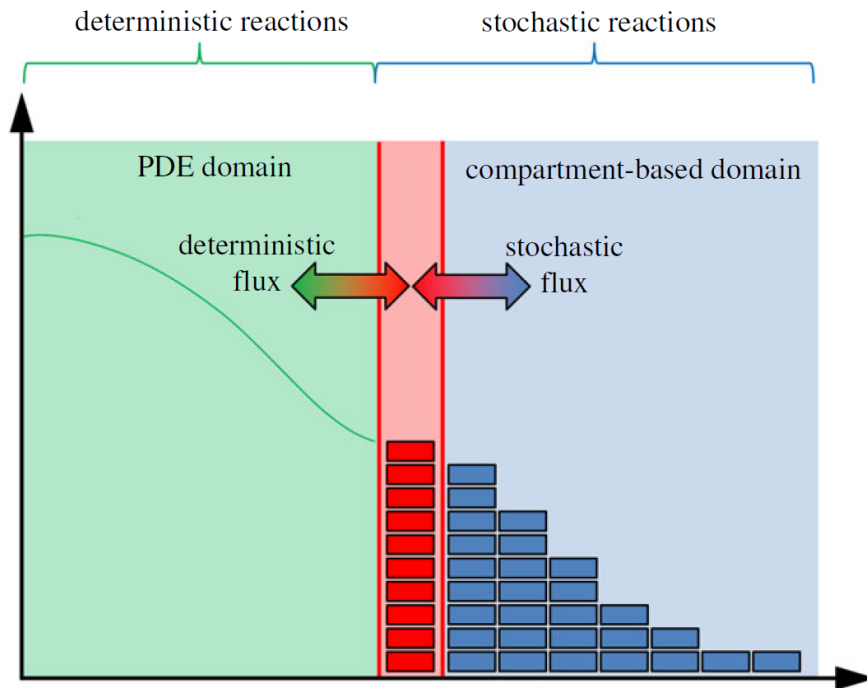 deterministic reactions
stochastic reactions
PDE domain
compartment-based domain
deterministic
flux
stochastic
flux